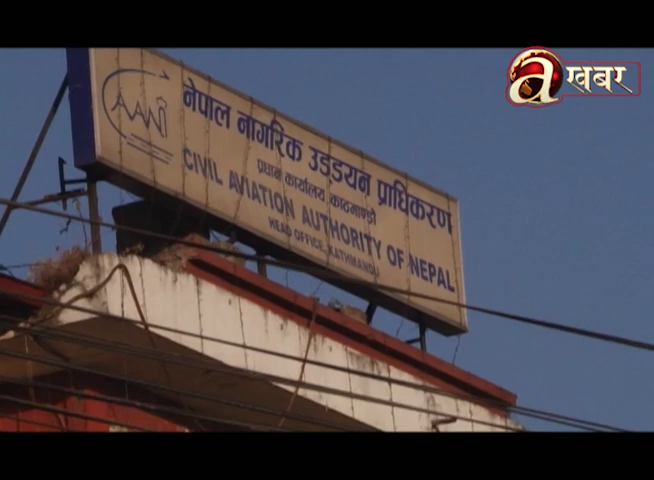 a खबर
CAAN
नेपाल नागरिक उड्डयन प्राधिकरण
प्रधान कार्यालय काठमाण्डौ
CIVIL AVIATION AUTHORITY OF NEPAL
HEAD OFFICE, KATHMANDU